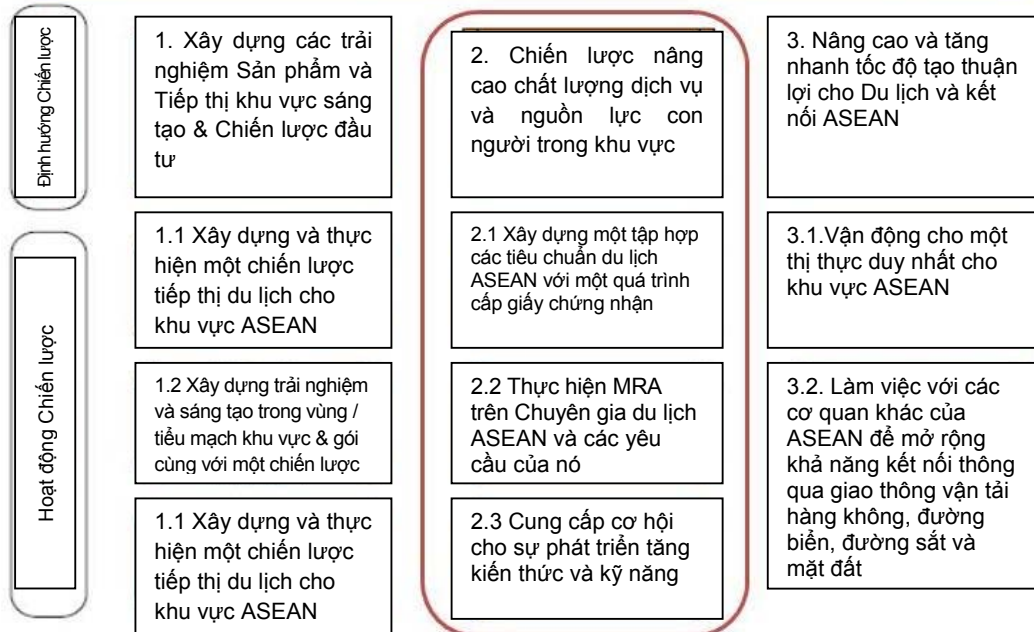 Định hướng Chiến lược
1. Xây dựng các trải
nghiệm Sản phẩm và
Tiếp thị khu vực sáng
tạo & Chiến lược đầu
tư
2. Chiến lược nâng
cao chất lượng dịch vụ
và nguồn lực con
người trong khu vực
3. Nâng cao và tăng
nhanh tốc độ tạo thuận
lợi cho Du lịch và kết
nối ASEAN
Hoạt động Chiến lược
1.1 Xây dựng và thực
hiện một chiến lược
tiếp thị du lịch cho
khu vực ASEAN
2.1 Xây dựng một tập hợp
các tiêu chuẩn du lịch
ASEAN với một quá trình
cấp giấy chứng nhận
3.1.Vận động cho một
thị thực duy nhất cho
khu vực ASEAN
1.2 Xây dựng trải nghiệm
và sáng tạo trong vùng /
tiểu mạch khu vực & gói
cùng với một chiến lược
2.2 Thực hiện MRA
trên Chuyên gia du lịch
ASEAN và các yêu
cầu của nó
3.2. Làm việc với các
cơ quan khác của
ASEAN để mở rộng
khả năng kết nối thông
qua giao thông vận tải
hàng không, đường
biển, đường sắt và
mặt đất
1.1 Xây dựng và thực
hiện một chiến lược
tiếp thị du lịch cho
khu vực ASEAN
2.3 Cung cấp cơ hội
cho sự phát triển tăng
kiến thức và kỹ năng